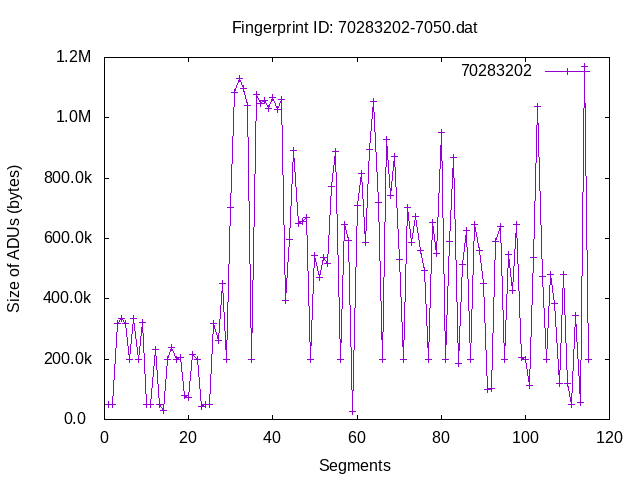 Fingerprint ID: 70283202-7050.dat
1.2M
70283202
1.0M
800.0k
600.0k
400.0k
200.0k
0.0
Size of ADUs (bytes)
0 20 40 60 80 100 120
Segments